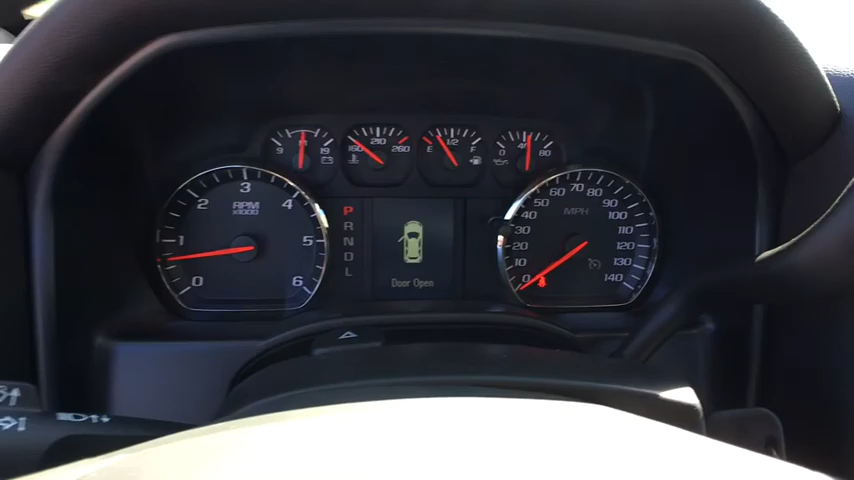 9 19
160 210 260
E 1/2 F
0 40 80
RPM
x1000
0 1 2 3 4 5 6
P
R
N
D
L
Door Open
MPH
0 10 20 30 40 50 60 70 80 90 100 110 120 130 140